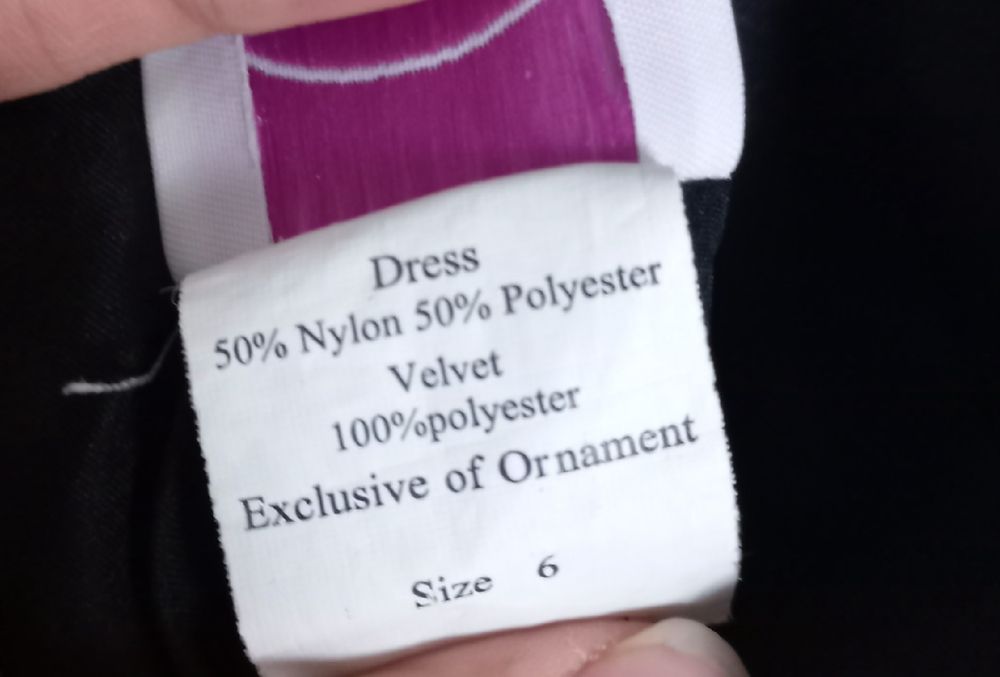 Dress
50% Nylon 50% Polyester
Velvet
100%polyester
Exclusive of Ornament
Size 6